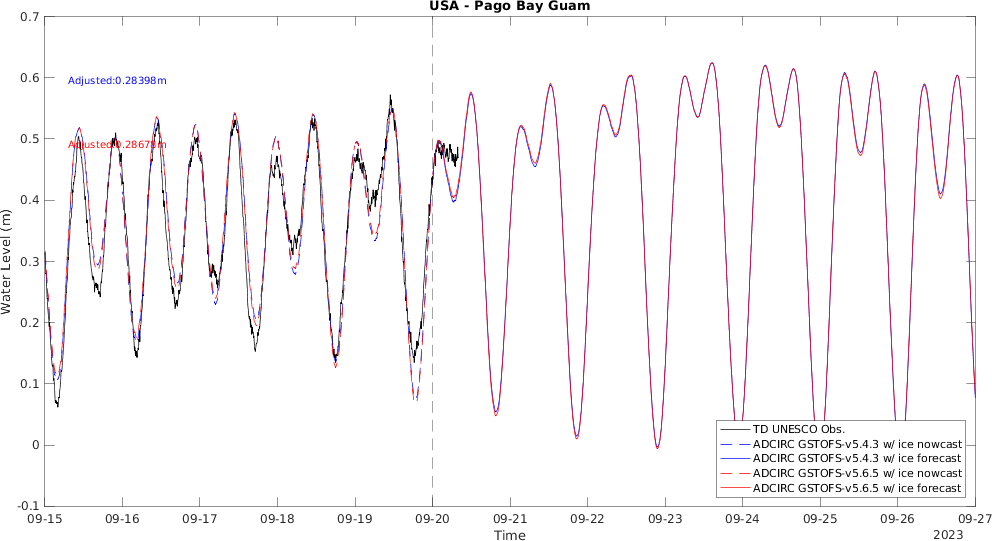 USA - Pago Bay Guam
0.7
0.6
0.5
0.4
0.3
0.2
0.1
0
-0.1
Water Level (m)
Adjusted:0.28398m
Adjusted:0.28678m
TD UNESCO Obs.
ADCIRC GSTOFS-v5.4.3 w/ ice nowcast
ADCIRC GSTOFS-v5.4.3 w/ ice forecast
ADCIRC GSTOFS-v5.6.5 w/ ice nowcast
ADCIRC GSTOFS-v5.6.5 w/ ice forecast
09-15 09-16 09-17 09-18 09-19 09-20 09-21 09-22 09-23 09-24 09-25 09-26 09-27
Time
2023